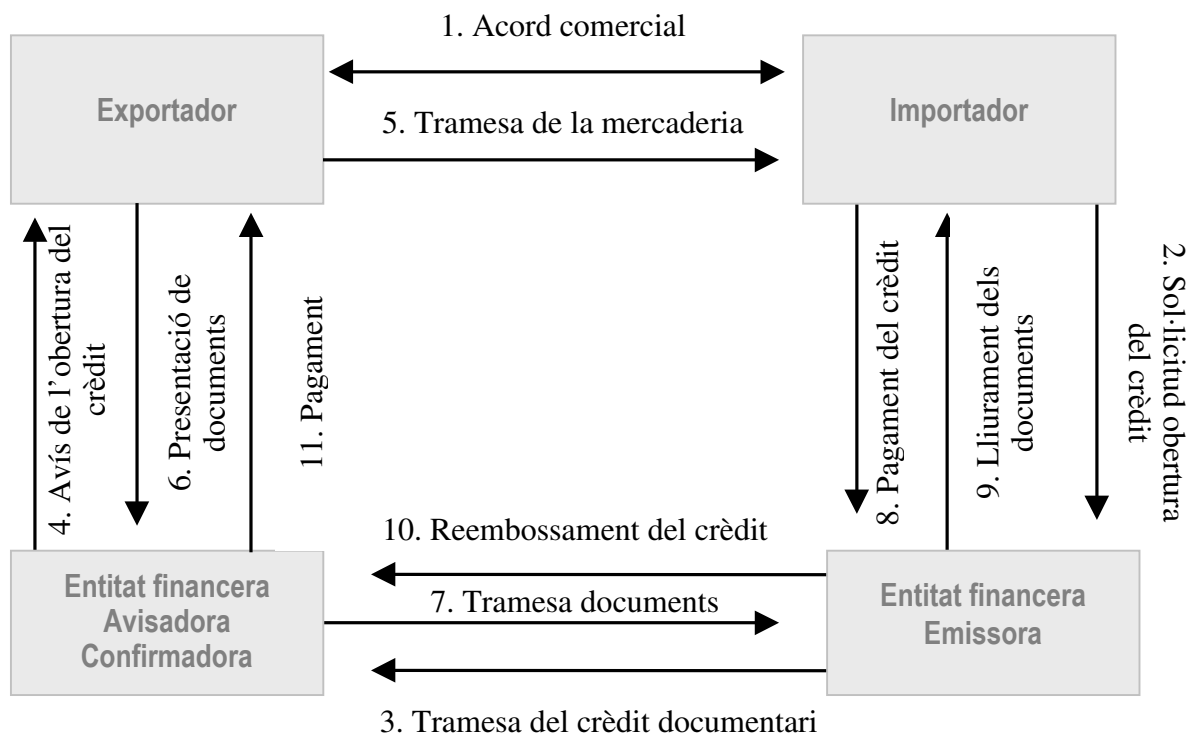 1. Acord comercial
Exportador
Importador
5. Tramesa de la mercaderia
4. Avís de l'obertura del
crèdit
6. Presentació de
documents
11. Pagament
8. Pagament del crèdit
9. Lliurament dels
documents
2. Sol·licitud obertura
del crèdit
10. Reembossament del crèdit
Entitat financera
Avisadora
Confirmadora
7. Tramesa documents
Entitat financera
Emissora
3. Tramesa del crèdit documentari